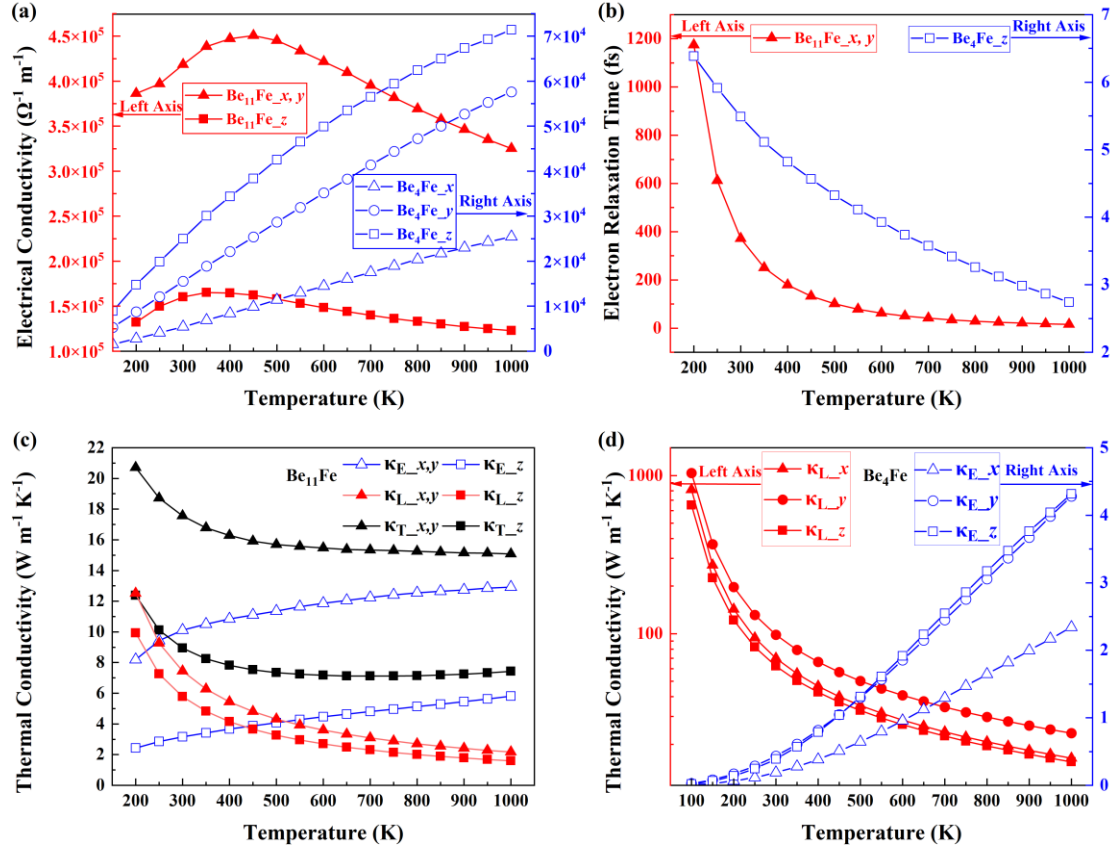 (a)
Electrical Conductivity (Ω⁻¹ m⁻¹)
4.5×10⁵
4.0×10⁵
3.5×10⁵
3.0×10⁵
2.5×10⁵
2.0×10⁵
1.5×10⁵
1.0×10⁵
Left Axis
Be₁₁Fe_x, y
Be₁₁Fe_z
Be₄Fe_x
Be₄Fe_y
Be₄Fe_z
Right Axis
7×10⁴
6×10⁴
5×10⁴
4×10⁴
3×10⁴
2×10⁴
1×10⁴
0
200 300 400 500 600 700 800 900 1000
Temperature (K)
(b)
Electron Relaxation Time (fs)
1200
1000
800
600
400
200
0
Left Axis
Be₁₁Fe_x, y
Be₄Fe_z
Right Axis
7
6
5
4
3
2
200 300 400 500 600 700 800 900 1000
Temperature (K)
(c)
Thermal Conductivity (W m⁻¹ K⁻¹)
22
20
18
16
14
12
10
8
6
4
2
0
Be₁₁Fe
κE_x,y κE_z
κL_x,y κL_z
κT_x,y κT_z
200 300 400 500 600 700 800 900 1000
Temperature (K)
(d)
Thermal Conductivity (W m⁻¹ K⁻¹)
1000
100
Left Axis
κL_x
κL_y
κL_z
Be₄Fe
κE_x
κE_y
κE_z
Right Axis
5
4
3
2
1
0
100 200 300 400 500 600 700 800 900 1000
Temperature (K)